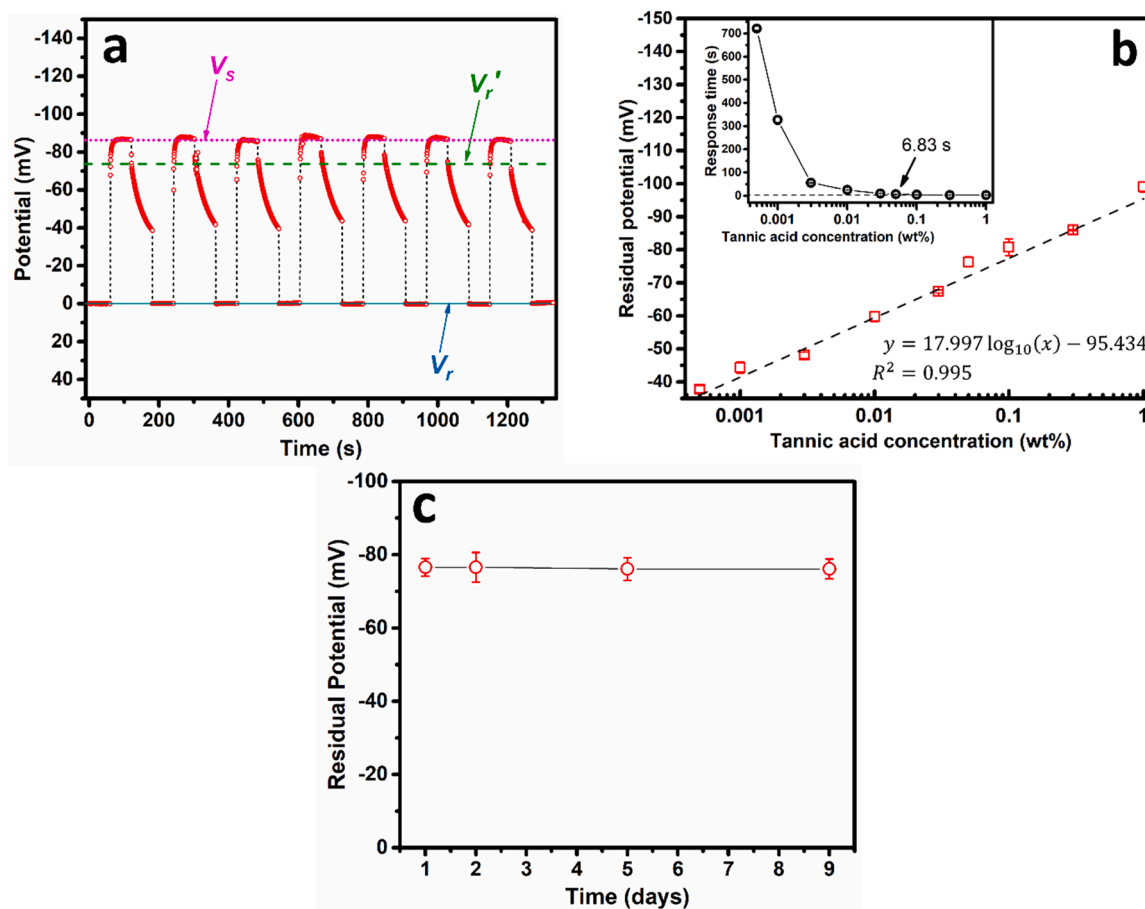 a
-140
-120
-100
-80
-60
-40
-20
0
20
40
Potential (mV)
Vs
Vr'
Vr
0 200 400 600 800 1000 1200
Time (s)
b
-150
-140
-130
-120
-110
-100
-90
-80
-70
-60
-50
-40
Residual potential (mV)
700
600
500
400
300
200
100
0
Response time (s)
6.83 s
0.001 0.01 0.1 1
Tannic acid concentration (wt%)
y = 17.997 log10(x) − 95.434
R² = 0.995
0.001 0.01 0.1 1
Tannic acid concentration (wt%)
c
-100
-80
-60
-40
-20
0
Residual Potential (mV)
1 2 3 4 5 6 7 8 9
Time (days)